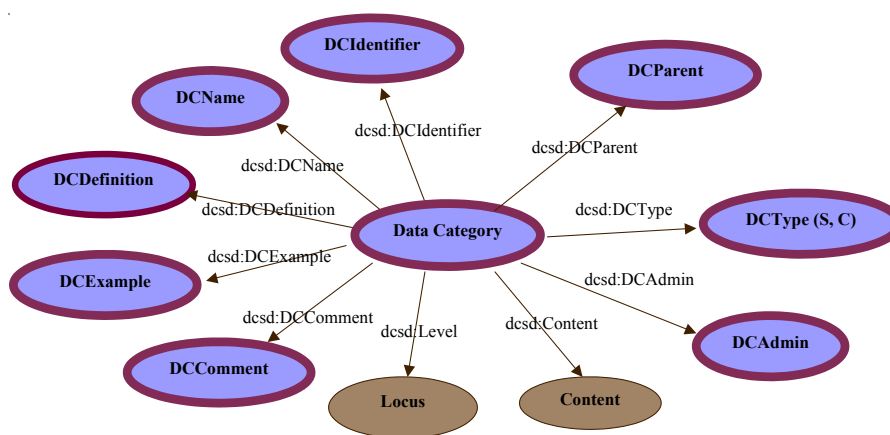 DCIdentifier
DCParent
DCName
dcsd:DCIdentifier
dcsd:DCParent
dcsd:DCName
DCDefinition
dcsd:DCDefinition
dcsd:DCType
DCType (S, C)
Data Category
dcsd:DCExample
DCExample
dcsd:DCAdmin
dcsd:DCComment
dcsd:Level
dcsd:Content
DCAdmin
DCComment
Locus
Content